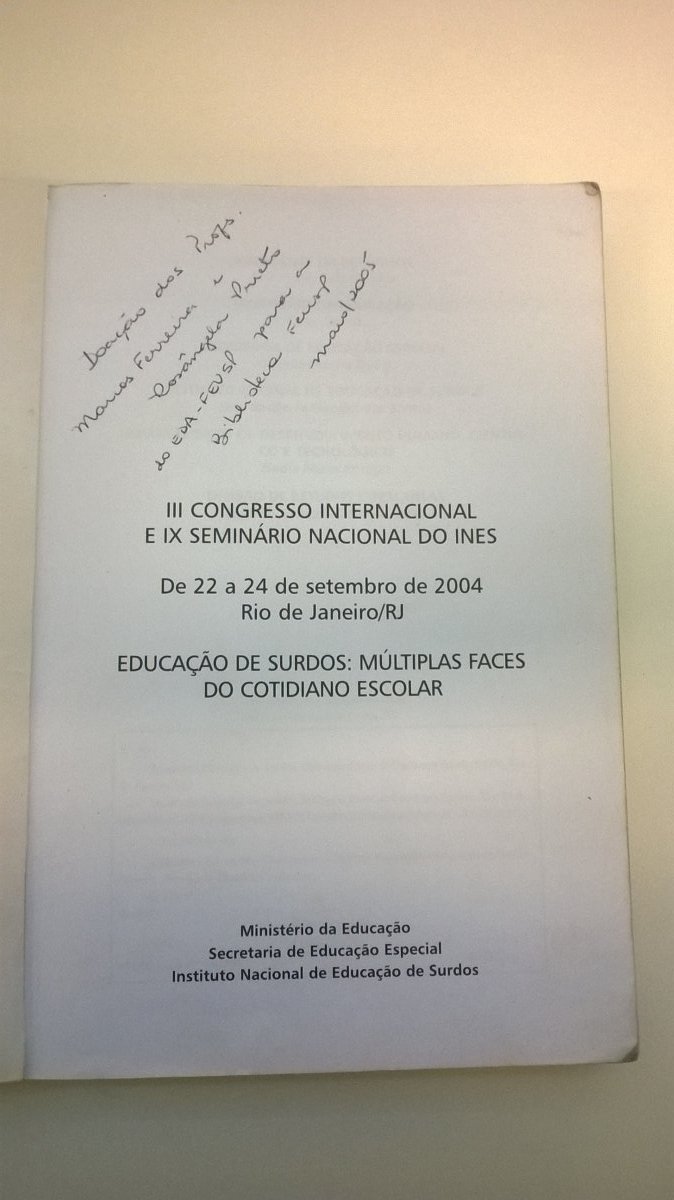 Doação dos Profs.
Marcos Ferreira e
Rosângela Prieto
do EDA-FEUSP para a
Biblioteca Feusp
maio/2005
III CONGRESSO INTERNACIONAL
E IX SEMINÁRIO NACIONAL DO INES
De 22 a 24 de setembro de 2004
Rio de Janeiro/RJ
EDUCAÇÃO DE SURDOS: MÚLTIPLAS FACES
DO COTIDIANO ESCOLAR
Ministério da Educação
Secretaria de Educação Especial
Instituto Nacional de Educação de Surdos